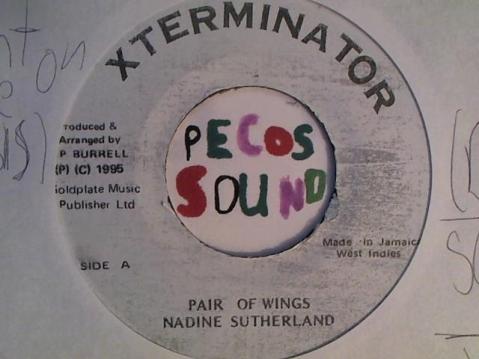 XTERMINATOR
roduced &
Arranged by
P BURRELL
(P) (C) 1995
oldplate Music
Publisher Ltd
PECOS
SOUND
Made in Jamaic
West Indies
SIDE A
PAIR OF WINGS
NADINE SUTHERLAND